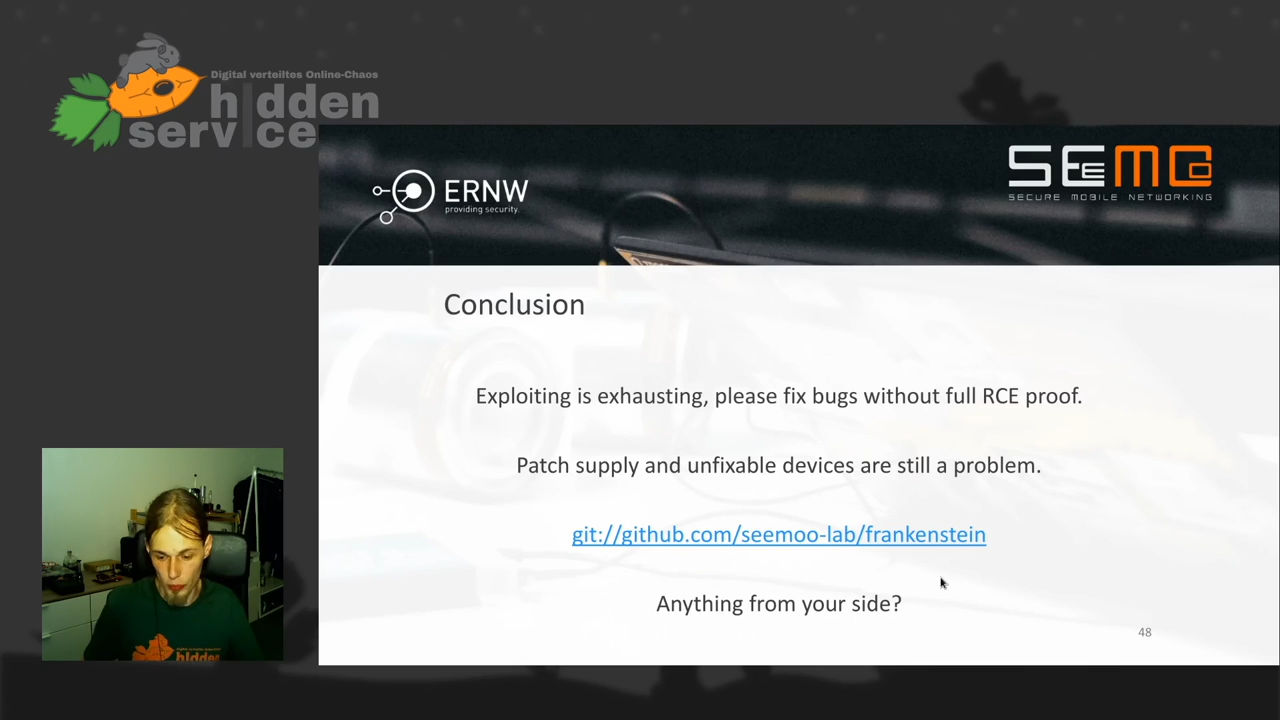 Digital verteiltes Online-Chaos
hidden
service
ERNW
providing security.
SEEMOO
SECURE MOBILE NETWORKING
Conclusion
Exploiting is exhausting, please fix bugs without full RCE proof.
Patch supply and unfixable devices are still a problem.
git://github.com/seemoo-lab/frankenstein
Anything from your side?
48
hidden